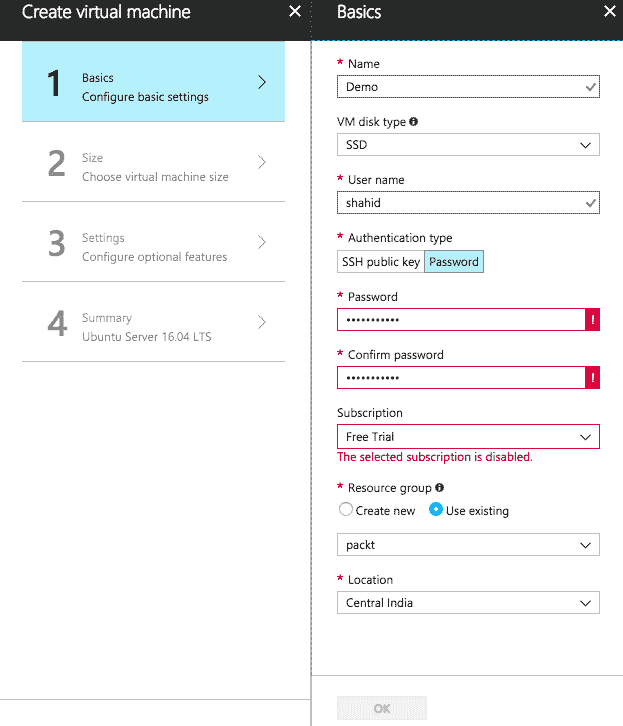 Create virtual machine
1
Basics
Configure basic settings
2
Size
Choose virtual machine size
3
Settings
Configure optional features
4
Summary
Ubuntu Server 16.04 LTS
Basics
* Name
Demo
VM disk type
SSD
* User name
shahid
* Authentication type
SSH public key Password
* Password
•••••••••••
!
* Confirm password
•••••••••••
!
Subscription
Free Trial
The selected subscription is disabled.
* Resource group
Create new Use existing
packt
* Location
Central India
OK